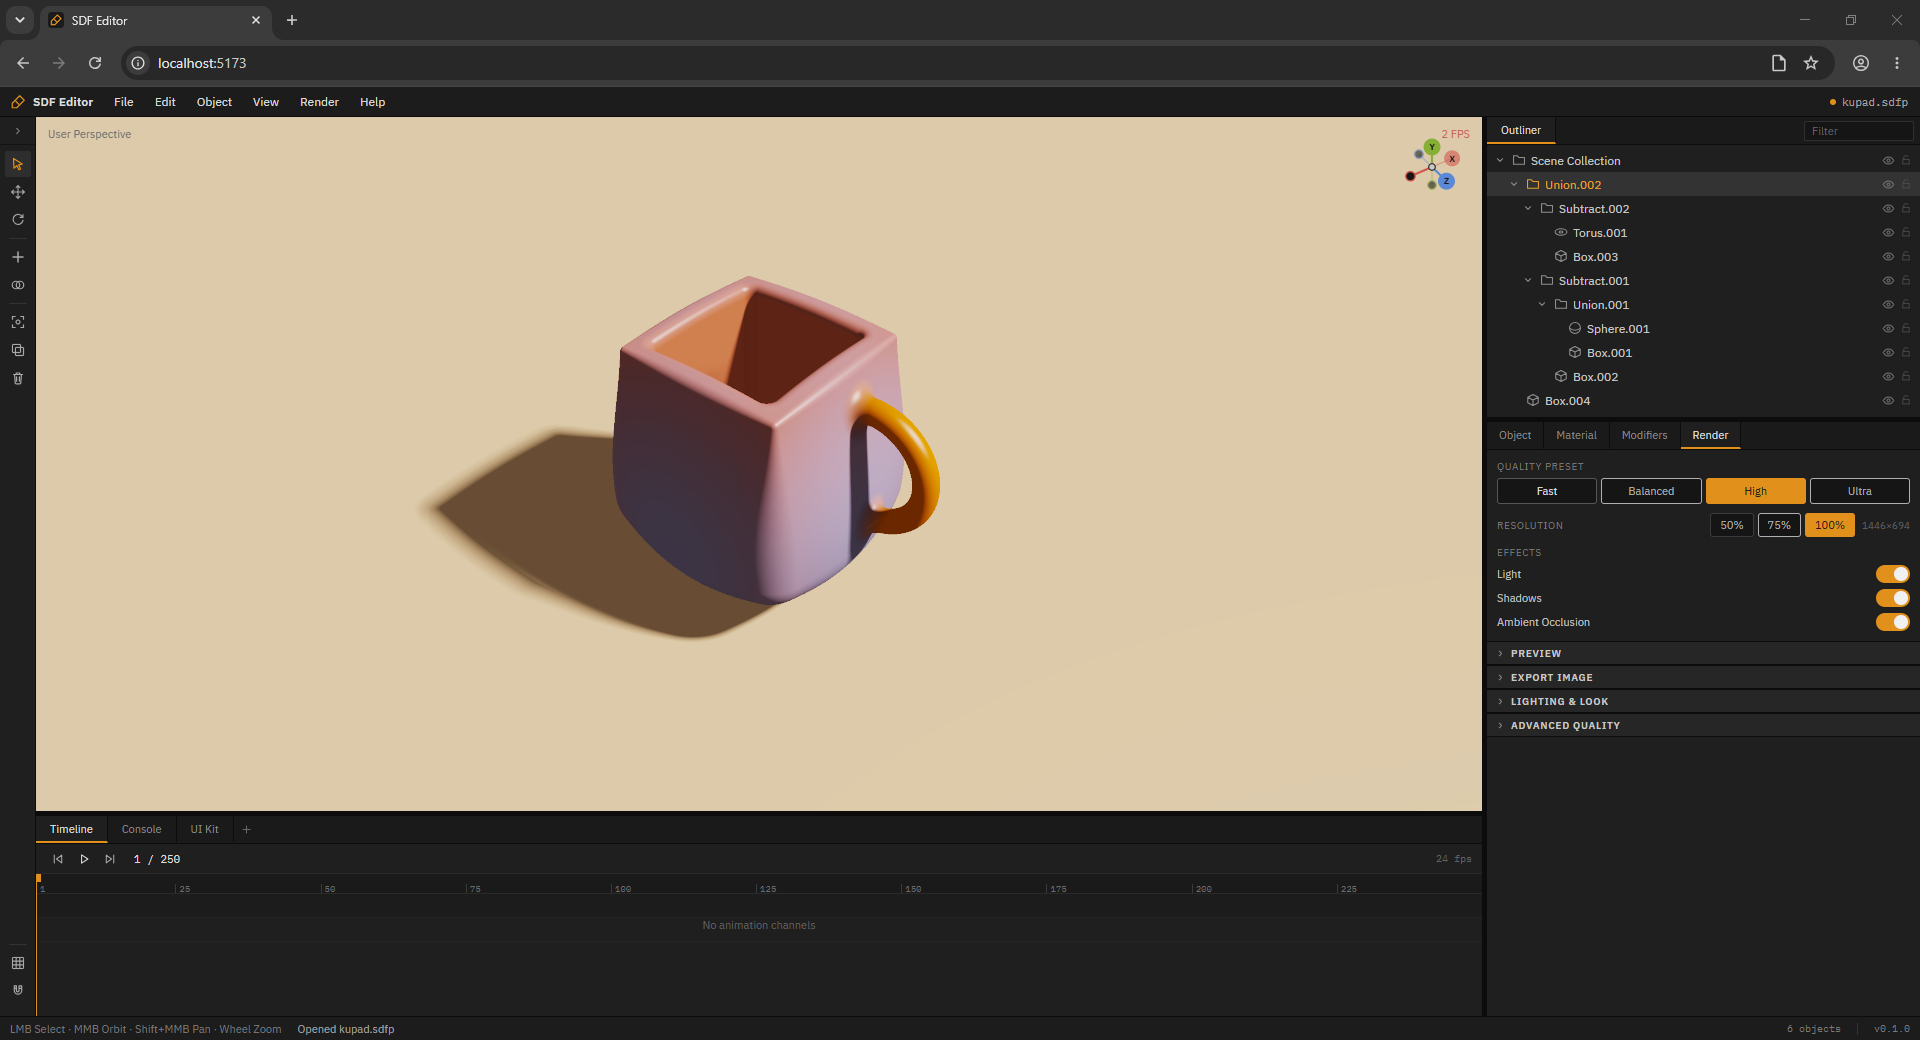 SDF Editor
localhost:5173
SDF Editor File Edit Object View Render Help
kupad.sdfp
User Perspective
2 FPS
Y
X
Z
Outliner
Filter
Scene Collection
Union.002
Subtract.002
Torus.001
Box.003
Subtract.001
Union.001
Sphere.001
Box.001
Box.002
Box.004
Object Material Modifiers Render
QUALITY PRESET
Fast Balanced High Ultra
RESOLUTION 50% 75% 100% 1446×694
EFFECTS
Light
Shadows
Ambient Occlusion
PREVIEW
EXPORT IMAGE
LIGHTING & LOOK
ADVANCED QUALITY
Timeline Console UI Kit
1 / 250
24 fps
1 25 50 75 100 125 150 175 200 225
No animation channels
LMB Select · MMB Orbit · Shift+MMB Pan · Wheel Zoom Opened kupad.sdfp
6 objects v0.1.0